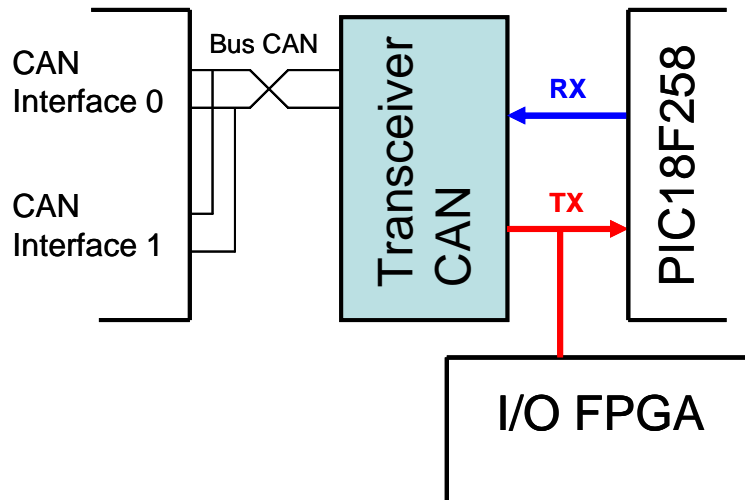 CAN
Interface 0
Bus CAN
CAN
Interface 1
Transceiver
CAN
RX
TX
PIC18F258
I/O FPGA